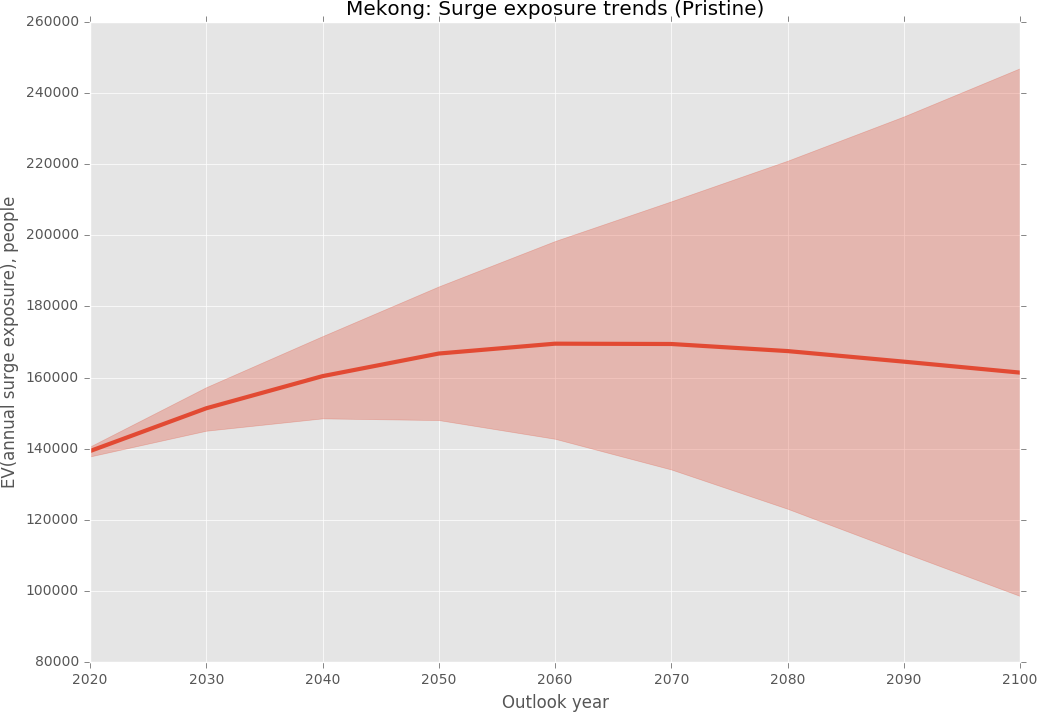 Mekong: Surge exposure trends (Pristine)
EV(annual surge exposure), people
260000
240000
220000
200000
180000
160000
140000
120000
100000
80000
2020 2030 2040 2050 2060 2070 2080 2090 2100
Outlook year